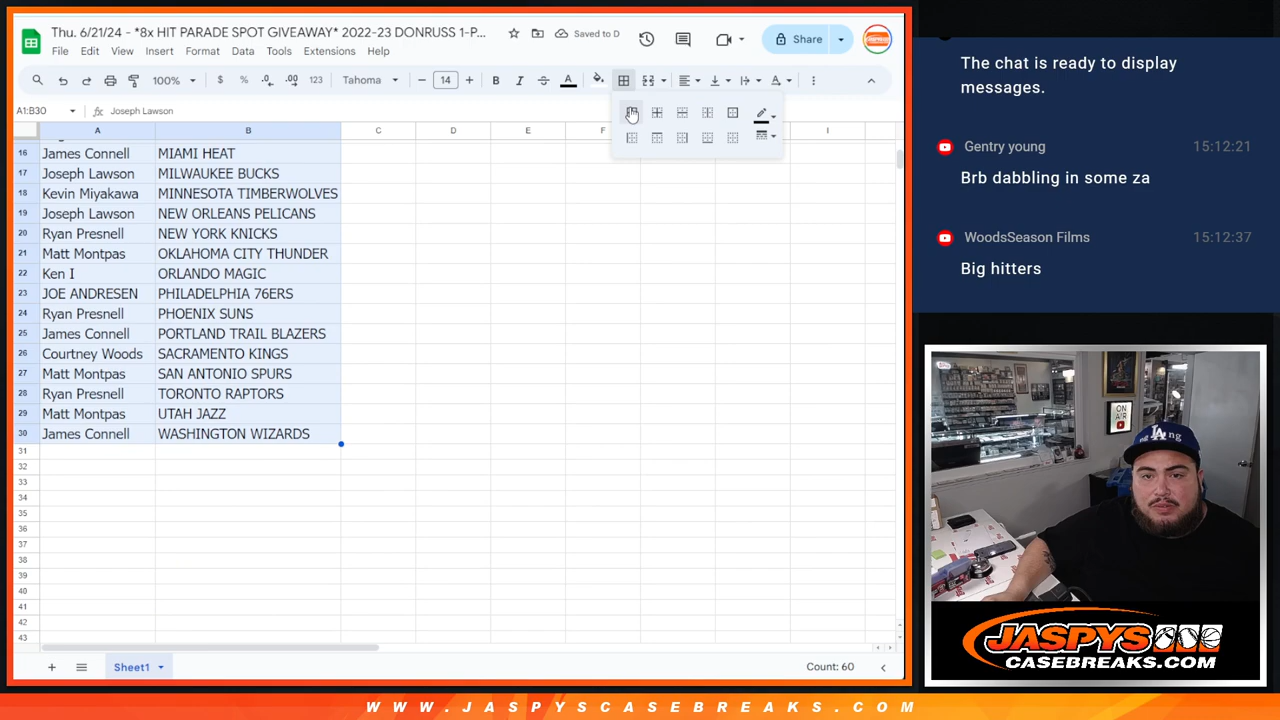 Thu. 6/21/24 - *8x HIT PARADE SPOT GIVEAWAY* 2022-23 DONRUSS 1-P...
Saved to D
Share
File Edit View Insert Format Data Tools Extensions Help
100% $ % .0 .00 123 Tahoma 14 B I A
A1:B30 fx Joseph Lawson
A B C D E F I
16 James Connell MIAMI HEAT
17 Joseph Lawson MILWAUKEE BUCKS
18 Kevin Miyakawa MINNESOTA TIMBERWOLVES
19 Joseph Lawson NEW ORLEANS PELICANS
20 Ryan Presnell NEW YORK KNICKS
21 Matt Montpas OKLAHOMA CITY THUNDER
22 Ken I ORLANDO MAGIC
23 JOE ANDRESEN PHILADELPHIA 76ERS
24 Ryan Presnell PHOENIX SUNS
25 James Connell PORTLAND TRAIL BLAZERS
26 Courtney Woods SACRAMENTO KINGS
27 Matt Montpas SAN ANTONIO SPURS
28 Ryan Presnell TORONTO RAPTORS
29 Matt Montpas UTAH JAZZ
30 James Connell WASHINGTON WIZARDS
31
32
33
34
35
36
37
38
39
40
41
42
43
Sheet1
Count: 60
The chat is ready to display
messages.
Gentry young 15:12:21
Brb dabbling in some za
WoodsSeason Films 15:12:37
Big hitters
ON
AIR
LA
JASPYS
CASEBREAKS.COM
WWW.JASPYSCASEBREAKS.COM